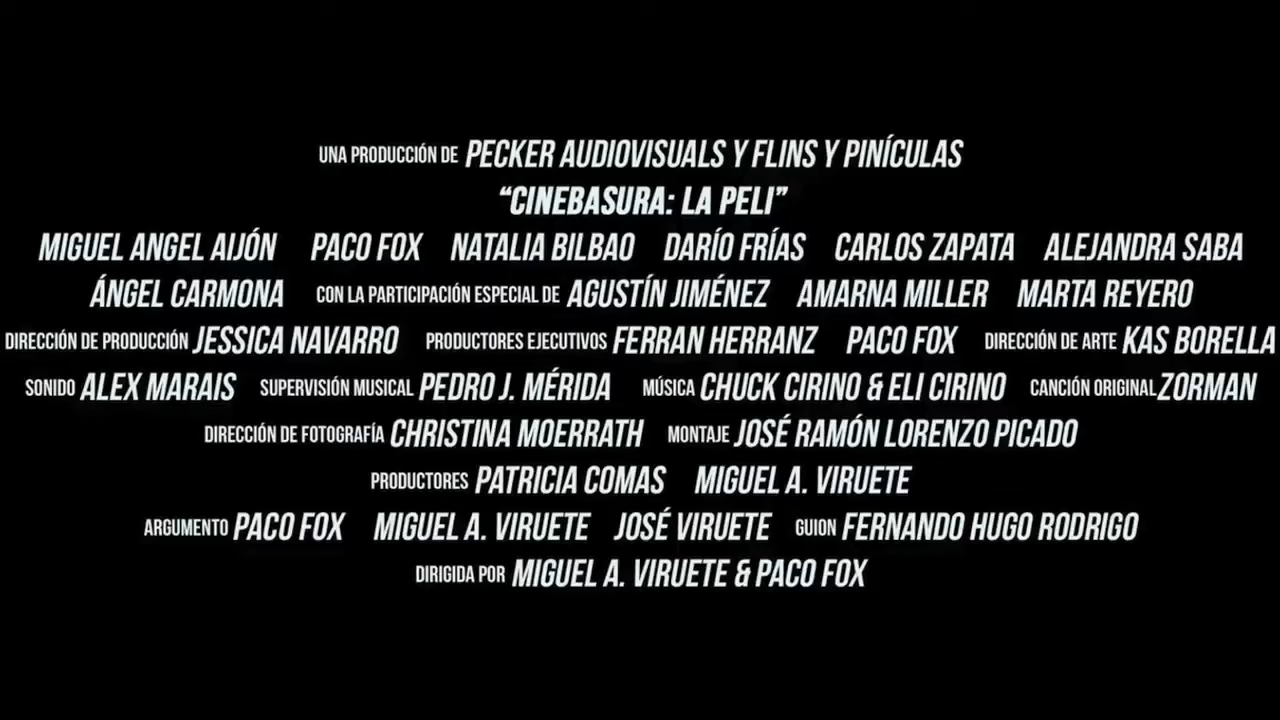 UNA PRODUCCIÓN DE PECKER AUDIOVISUALS Y FLINS Y PINÍCULAS
“CINEBASURA: LA PELI”
MIGUEL ANGEL AIJÓN PACO FOX NATALIA BILBAO DARÍO FRÍAS CARLOS ZAPATA ALEJANDRA SABA
ÁNGEL CARMONA CON LA PARTICIPACIÓN ESPECIAL DE AGUSTÍN JIMÉNEZ AMARNA MILLER MARTA REYERO
DIRECCIÓN DE PRODUCCIÓN JESSICA NAVARRO PRODUCTORES EJECUTIVOS FERRAN HERRANZ PACO FOX DIRECCIÓN DE ARTE KAS BORELLA
SONIDO ALEX MARAIS SUPERVISIÓN MUSICAL PEDRO J. MÉRIDA MÚSICA CHUCK CIRINO & ELI CIRINO CANCIÓN ORIGINAL ZORMAN
DIRECCIÓN DE FOTOGRAFÍA CHRISTINA MOERRATH MONTAJE JOSÉ RAMÓN LORENZO PICADO
PRODUCTORES PATRICIA COMAS MIGUEL A. VIRUETE
ARGUMENTO PACO FOX MIGUEL A. VIRUETE JOSÉ VIRUETE GUION FERNANDO HUGO RODRIGO
DIRIGIDA POR MIGUEL A. VIRUETE & PACO FOX